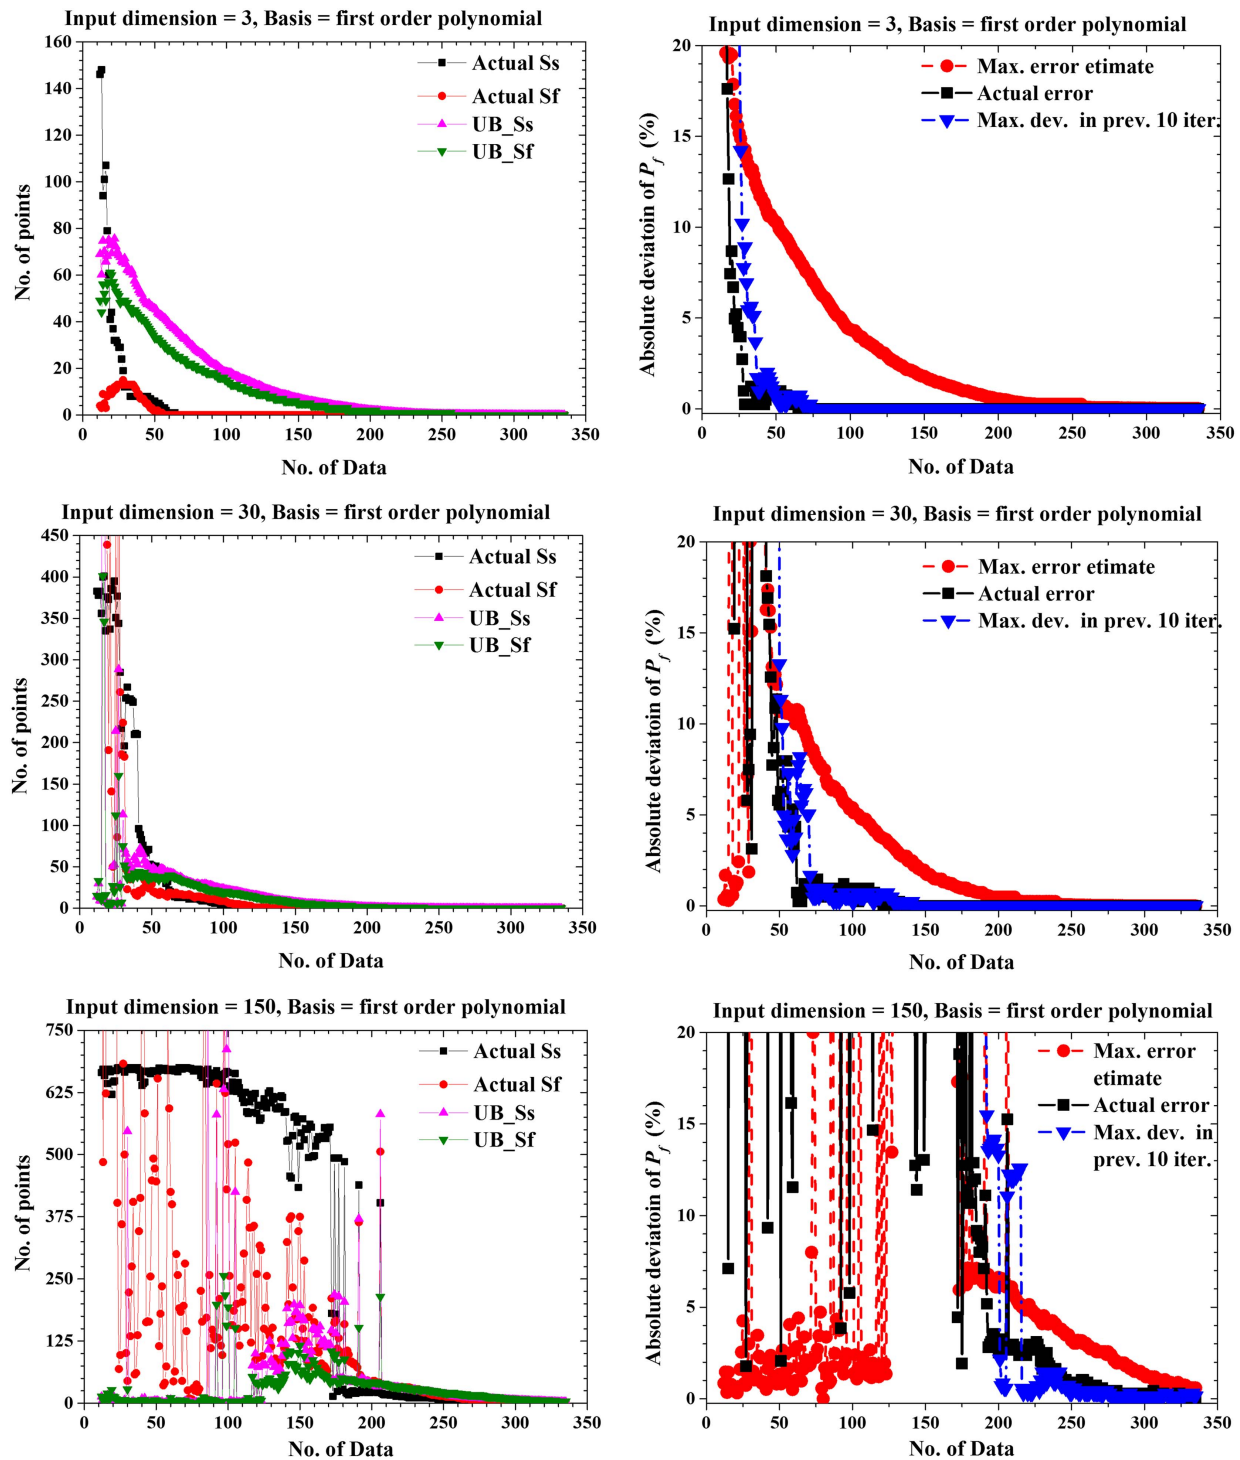 Input dimension = 3, Basis = first order polynomial
160
140
120
100
80
60
40
20
0
0 50 100 150 200 250 300 350
No. of points
No. of Data
Actual Ss
Actual Sf
UB_Ss
UB_Sf
Input dimension = 3, Basis = first order polynomial
20
15
10
5
0
0 50 100 150 200 250 300 350
Absolute deviatoin of Pf (%)
No. of Data
Max. error etimate
Actual error
Max. dev. in prev. 10 iter.
Input dimension = 30, Basis = first order polynomial
450
400
350
300
250
200
150
100
50
0
0 50 100 150 200 250 300 350
No. of points
No. of Data
Actual Ss
Actual Sf
UB_Ss
UB_Sf
Input dimension = 30, Basis = first order polynomial
20
15
10
5
0
0 50 100 150 200 250 300 350
Absolute deviatoin of Pf (%)
No. of Data
Max. error etimate
Actual error
Max. dev. in prev. 10 iter.
Input dimension = 150, Basis = first order polynomial
750
625
500
375
250
125
0
0 50 100 150 200 250 300 350
No. of points
No. of Data
Actual Ss
Actual Sf
UB_Ss
UB_Sf
Input dimension = 150, Basis = first order polynomial
20
15
10
5
0
0 50 100 150 200 250 300 350
Absolute deviatoin of Pf (%)
No. of Data
Max. error
etimate
Actual error
Max. dev. in
prev. 10 iter.